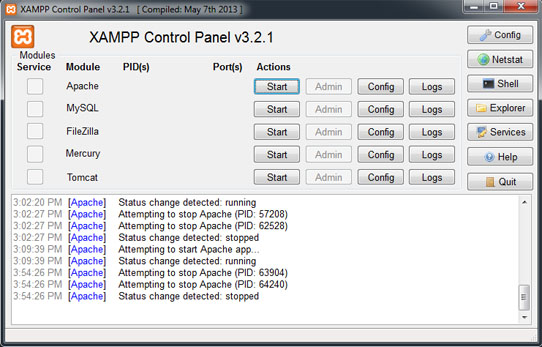 XAMPP Control Panel v3.2.1 [ Compiled: May 7th 2013 ]
XAMPP Control Panel v3.2.1
Config
Modules
Service Module PID(s) Port(s) Actions
Netstat
Apache Start Admin Config Logs
Shell
MySQL Start Admin Config Logs
Explorer
FileZilla Start Admin Config Logs
Services
Mercury Start Admin Config Logs
Help
Tomcat Start Admin Config Logs
Quit
3:02:20 PM [Apache] Status change detected: running
3:02:27 PM [Apache] Attempting to stop Apache (PID: 57208)
3:02:27 PM [Apache] Attempting to stop Apache (PID: 62528)
3:02:27 PM [Apache] Status change detected: stopped
3:09:39 PM [Apache] Attempting to start Apache app...
3:09:39 PM [Apache] Status change detected: running
3:54:26 PM [Apache] Attempting to stop Apache (PID: 63904)
3:54:26 PM [Apache] Attempting to stop Apache (PID: 64240)
3:54:26 PM [Apache] Status change detected: stopped